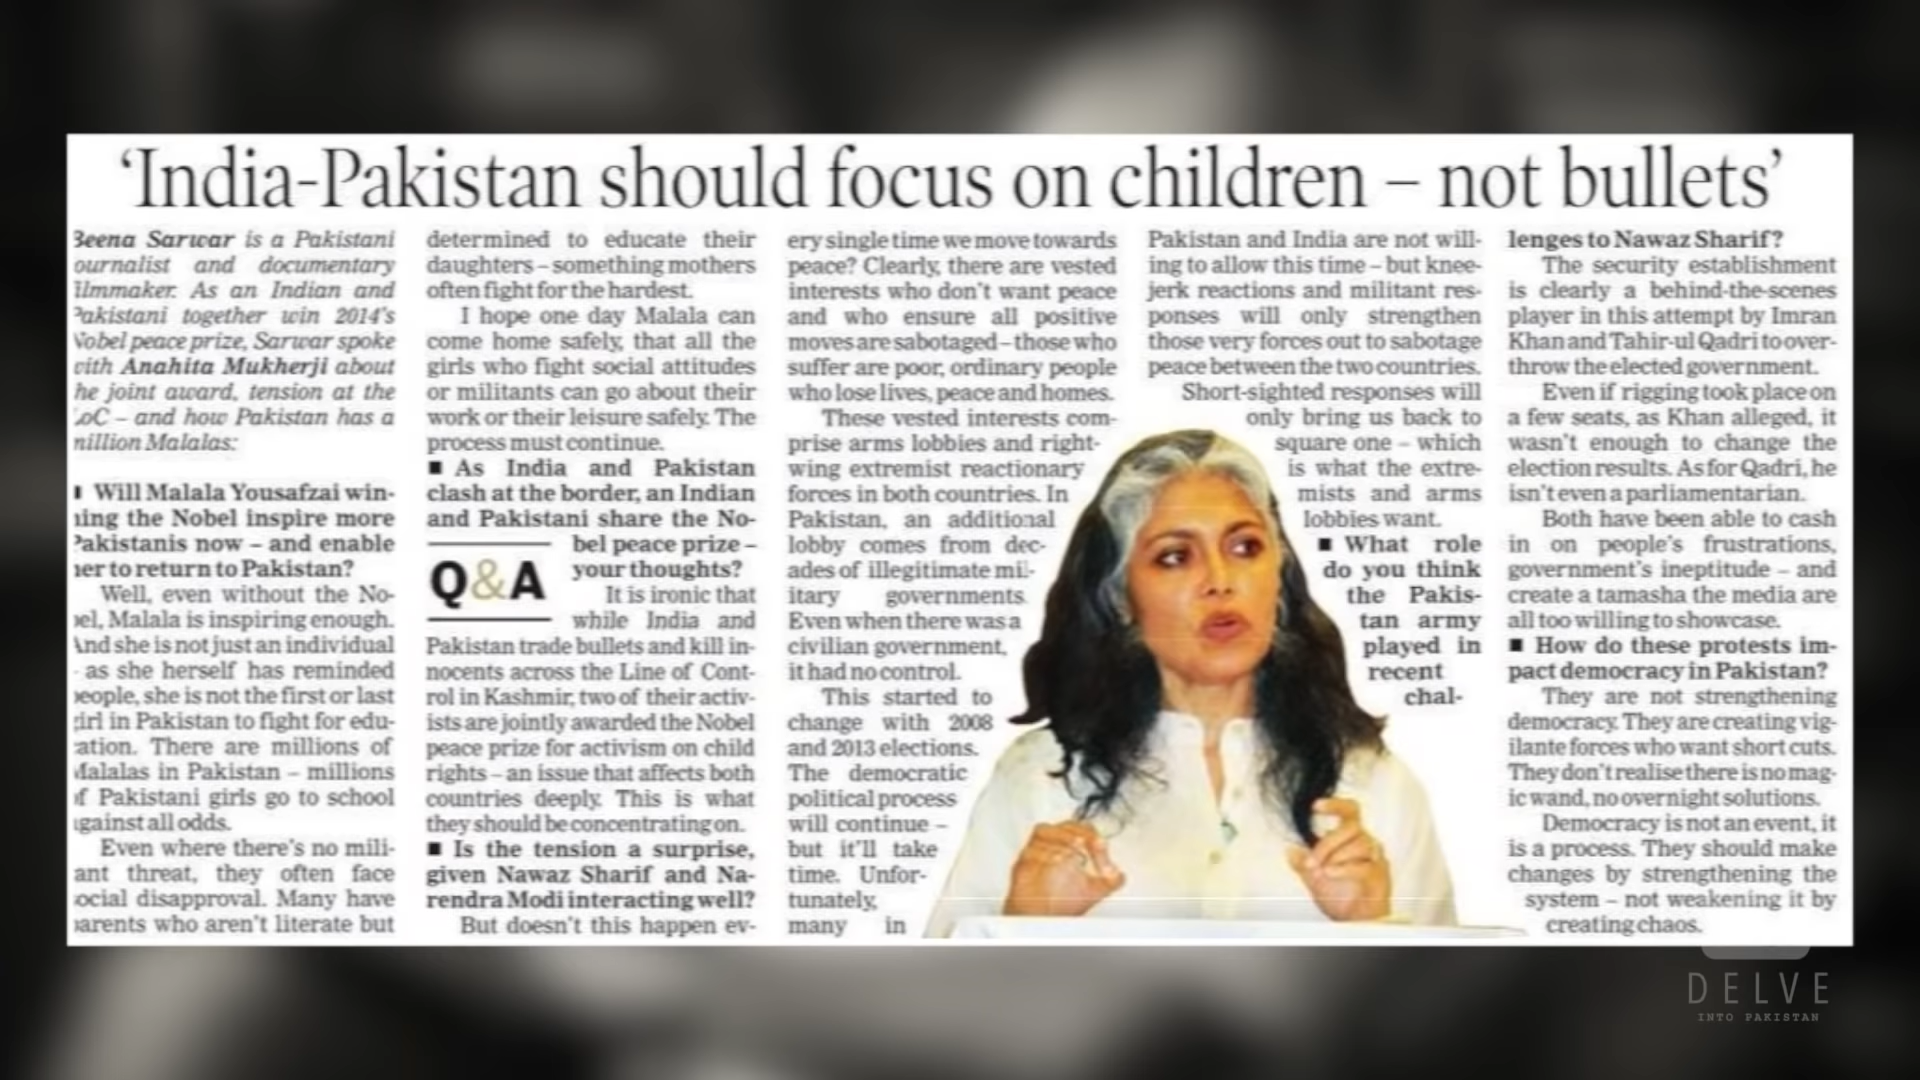 ‘India-Pakistan should focus on children – not bullets’
Beena Sarwar is a Pakistani
ournalist and documentary
ilmmaker. As an Indian and
Pakistani together win 2014's
Nobel peace prize, Sarwar spoke
with Anahita Mukherji about
he joint award, tension at the
LoC – and how Pakistan has a
million Malalas:
■ Will Malala Yousafzai win-
ning the Nobel inspire more
Pakistanis now – and enable
her to return to Pakistan?
Well, even without the No-
bel, Malala is inspiring enough.
And she is not just an individual
- as she herself has reminded
people, she is not the first or last
girl in Pakistan to fight for edu-
cation. There are millions of
Malalas in Pakistan – millions
of Pakistani girls go to school
against all odds.
Even where there's no mili-
ant threat, they often face
social disapproval. Many have
parents who aren't literate but
determined to educate their
daughters – something mothers
often fight for the hardest.
I hope one day Malala can
come home safely, that all the
girls who fight social attitudes
or militants can go about their
work or their leisure safely. The
process must continue.
■ As India and Pakistan
clash at the border, an Indian
and Pakistani share the No-
bel peace prize –
your thoughts?
Q&A
It is ironic that
while India and
Pakistan trade bullets and kill in-
nocents across the Line of Cont-
rol in Kashmir, two of their activ-
ists are jointly awarded the Nobel
peace prize for activism on child
rights – an issue that affects both
countries deeply. This is what
they should be concentrating on.
■ Is the tension a surprise,
given Nawaz Sharif and Na-
rendra Modi interacting well?
But doesn't this happen ev-
ery single time we move towards
peace? Clearly, there are vested
interests who don't want peace
and who ensure all positive
moves are sabotaged – those who
suffer are poor, ordinary people
who lose lives, peace and homes.
These vested interests com-
prise arms lobbies and right-
wing extremist reactionary
forces in both countries. In
Pakistan, an additional
lobby comes from dec-
ades of illegitimate mil-
itary governments.
Even when there was a
civilian government,
it had no control.
This started to
change with 2008
and 2013 elections.
The democratic
political process
will continue –
but it'll take
time. Unfor-
tunately,
many in
Pakistan and India are not will-
ing to allow this time – but knee-
jerk reactions and militant res-
ponses will only strengthen
those very forces out to sabotage
peace between the two countries.
Short-sighted responses will
only bring us back to
square one – which
is what the extre-
mists and arms
lobbies want.
■ What role
do you think
the Pakis-
tan army
played in
recent
chal-
lenges to Nawaz Sharif?
The security establishment
is clearly a behind-the-scenes
player in this attempt by Imran
Khan and Tahir-ul Qadri to over-
throw the elected government.
Even if rigging took place on
a few seats, as Khan alleged, it
wasn't enough to change the
election results. As for Qadri, he
isn't even a parliamentarian.
Both have been able to cash
in on people's frustrations,
government's ineptitude – and
create a tamasha the media are
all too willing to showcase.
■ How do these protests im-
pact democracy in Pakistan?
They are not strengthening
democracy. They are creating vig-
ilante forces who want short cuts.
They don't realise there is no mag-
ic wand, no overnight solutions.
Democracy is not an event, it
is a process. They should make
changes by strengthening the
system – not weakening it by
creating chaos.
DELVE
INTO PAKISTAN